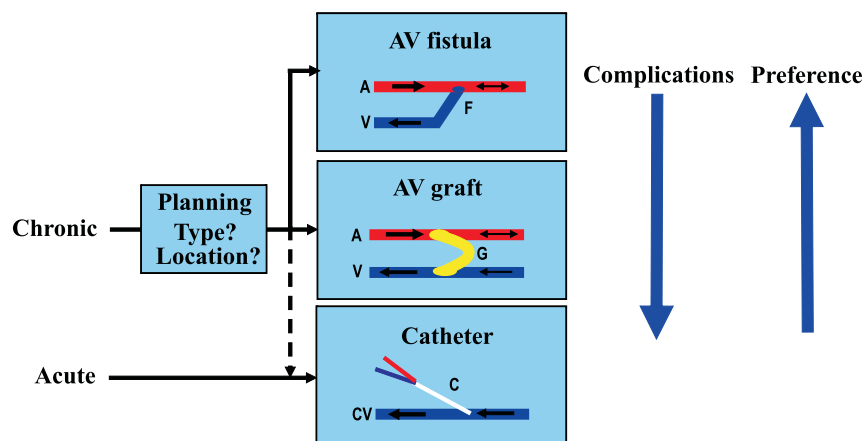 AV fistula
A
F
V
Complications
Preference
Planning
Type?
Location?
Chronic
AV graft
A
G
V
Acute
Catheter
C
CV